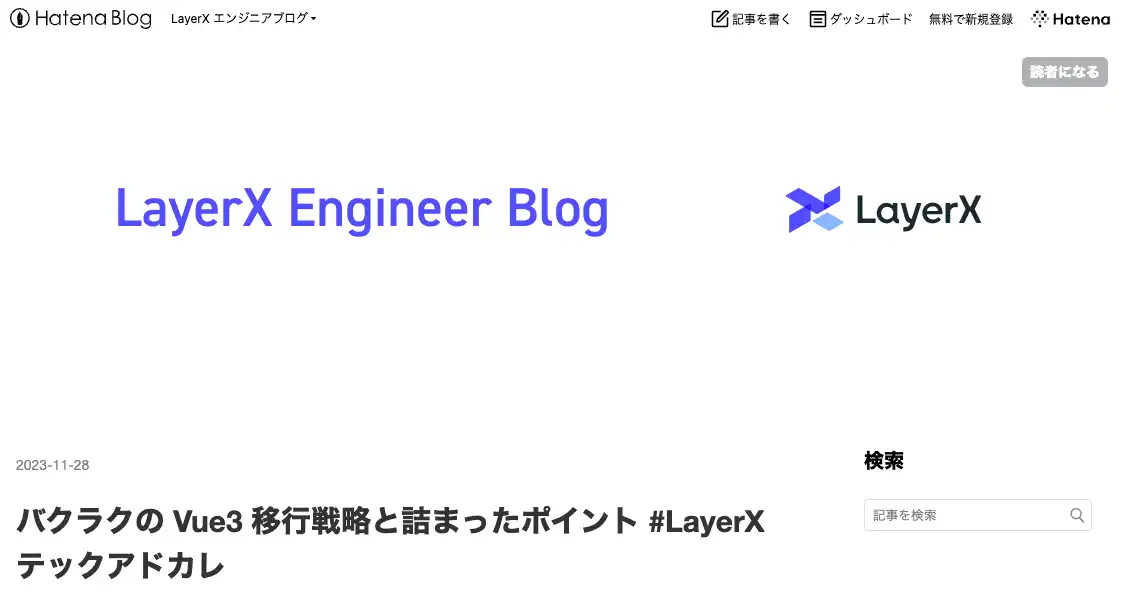 Hatena Blog LayerX エンジニアブログ 記事を書く ダッシュボード 無料で新規登録 Hatena
読者になる
LayerX Engineer Blog LayerX
2023-11-28
検索
バクラクの Vue3 移行戦略と詰まったポイント #LayerX
テックアドカレ
記事を検索